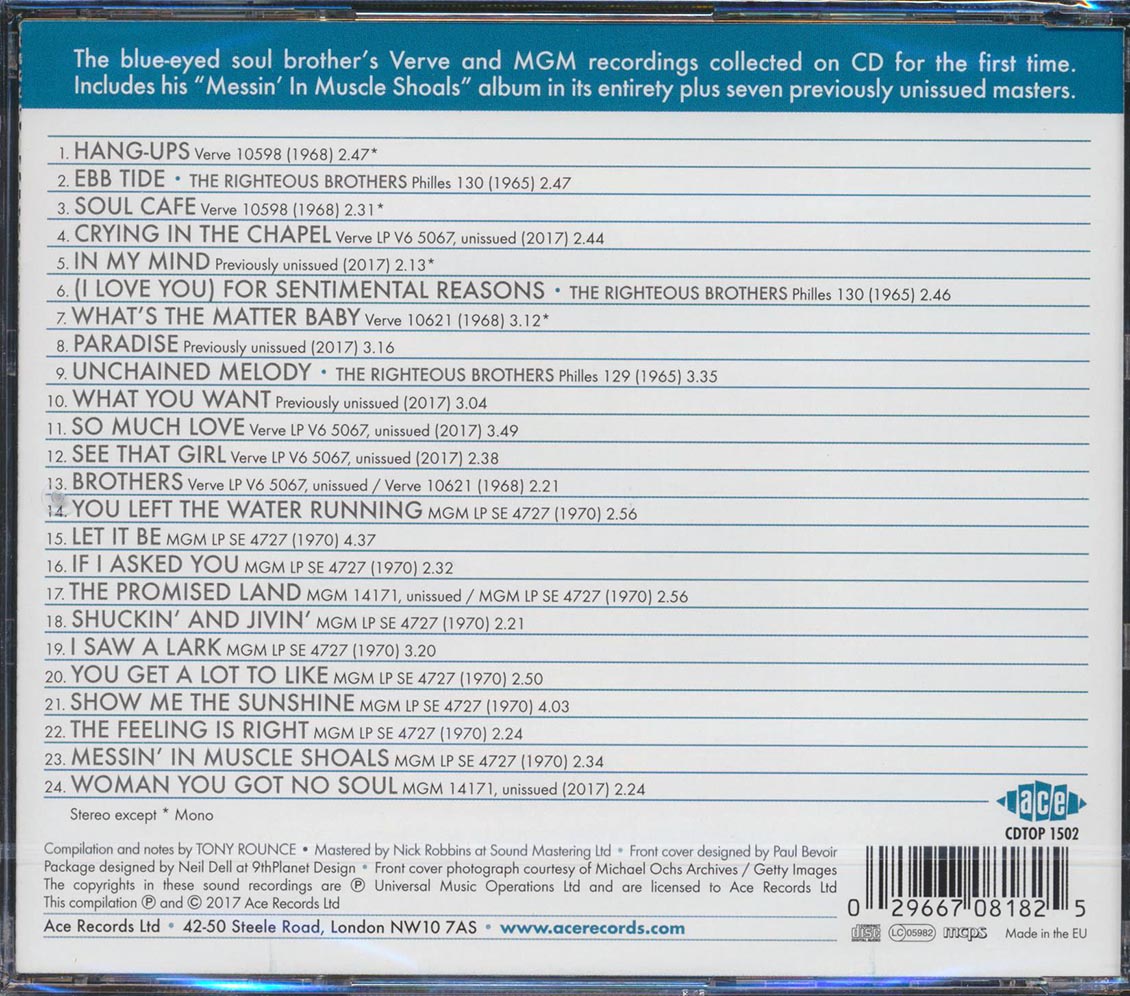 The blue-eyed soul brother's Verve and MGM recordings collected on CD for the first time.
Includes his "Messin' In Muscle Shoals" album in its entirety plus seven previously unissued masters.
1. HANG-UPS Verve 10598 (1968) 2.47*
2. EBB TIDE • THE RIGHTEOUS BROTHERS Philles 130 (1965) 2.47
3. SOUL CAFE Verve 10598 (1968) 2.31*
4. CRYING IN THE CHAPEL Verve LP V6 5067, unissued (2017) 2.44
5. IN MY MIND Previously unissued (2017) 2.13*
6. (I LOVE YOU) FOR SENTIMENTAL REASONS • THE RIGHTEOUS BROTHERS Philles 130 (1965) 2.46
7. WHAT'S THE MATTER BABY Verve 10621 (1968) 3.12*
8. PARADISE Previously unissued (2017) 3.16
9. UNCHAINED MELODY • THE RIGHTEOUS BROTHERS Philles 129 (1965) 3.35
10. WHAT YOU WANT Previously unissued (2017) 3.04
11. SO MUCH LOVE Verve LP V6 5067, unissued (2017) 3.49
12. SEE THAT GIRL Verve LP V6 5067, unissued (2017) 2.38
13. BROTHERS Verve LP V6 5067, unissued / Verve 10621 (1968) 2.21
14. YOU LEFT THE WATER RUNNING MGM LP SE 4727 (1970) 2.56
15. LET IT BE MGM LP SE 4727 (1970) 4.37
16. IF I ASKED YOU MGM LP SE 4727 (1970) 2.32
17. THE PROMISED LAND MGM 14171, unissued / MGM LP SE 4727 (1970) 2.56
18. SHUCKIN' AND JIVIN' MGM LP SE 4727 (1970) 2.21
19. I SAW A LARK MGM LP SE 4727 (1970) 3.20
20. YOU GET A LOT TO LIKE MGM LP SE 4727 (1970) 2.50
21. SHOW ME THE SUNSHINE MGM LP SE 4727 (1970) 4.03
22. THE FEELING IS RIGHT MGM LP SE 4727 (1970) 2.24
23. MESSIN' IN MUSCLE SHOALS MGM LP SE 4727 (1970) 2.34
24. WOMAN YOU GOT NO SOUL MGM 14171, unissued (2017) 2.24
Stereo except * Mono
ace
CDTOP 1502
Compilation and notes by TONY ROUNCE • Mastered by Nick Robbins at Sound Mastering Ltd • Front cover designed by Paul Bevoir
Package designed by Neil Dell at 9thPlanet Design • Front cover photograph courtesy of Michael Ochs Archives / Getty Images
The copyrights in these sound recordings are ℗ Universal Music Operations Ltd and are licensed to Ace Records Ltd
This compilation ℗ and © 2017 Ace Records Ltd
Ace Records Ltd • 42-50 Steele Road, London NW10 7AS • www.acerecords.com
0 29667 08182 5
disc DIGITAL AUDIO LC 05982 mcps Made in the EU